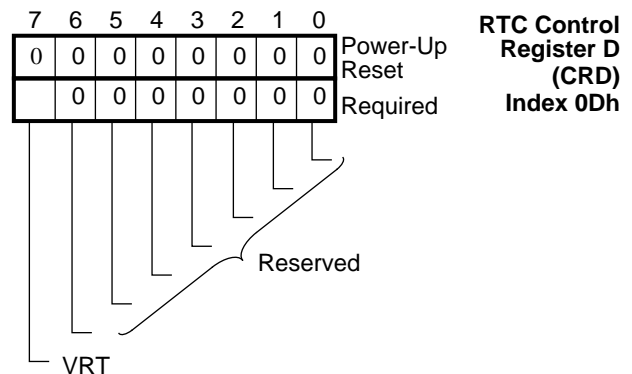 7 6 5 4 3 2 1 0
RTC Control
Register D
(CRD)
Index 0Dh
0 0 0 0 0 0 0 0
Power-Up
Reset
0 0 0 0 0 0 0
Required
Reserved
VRT